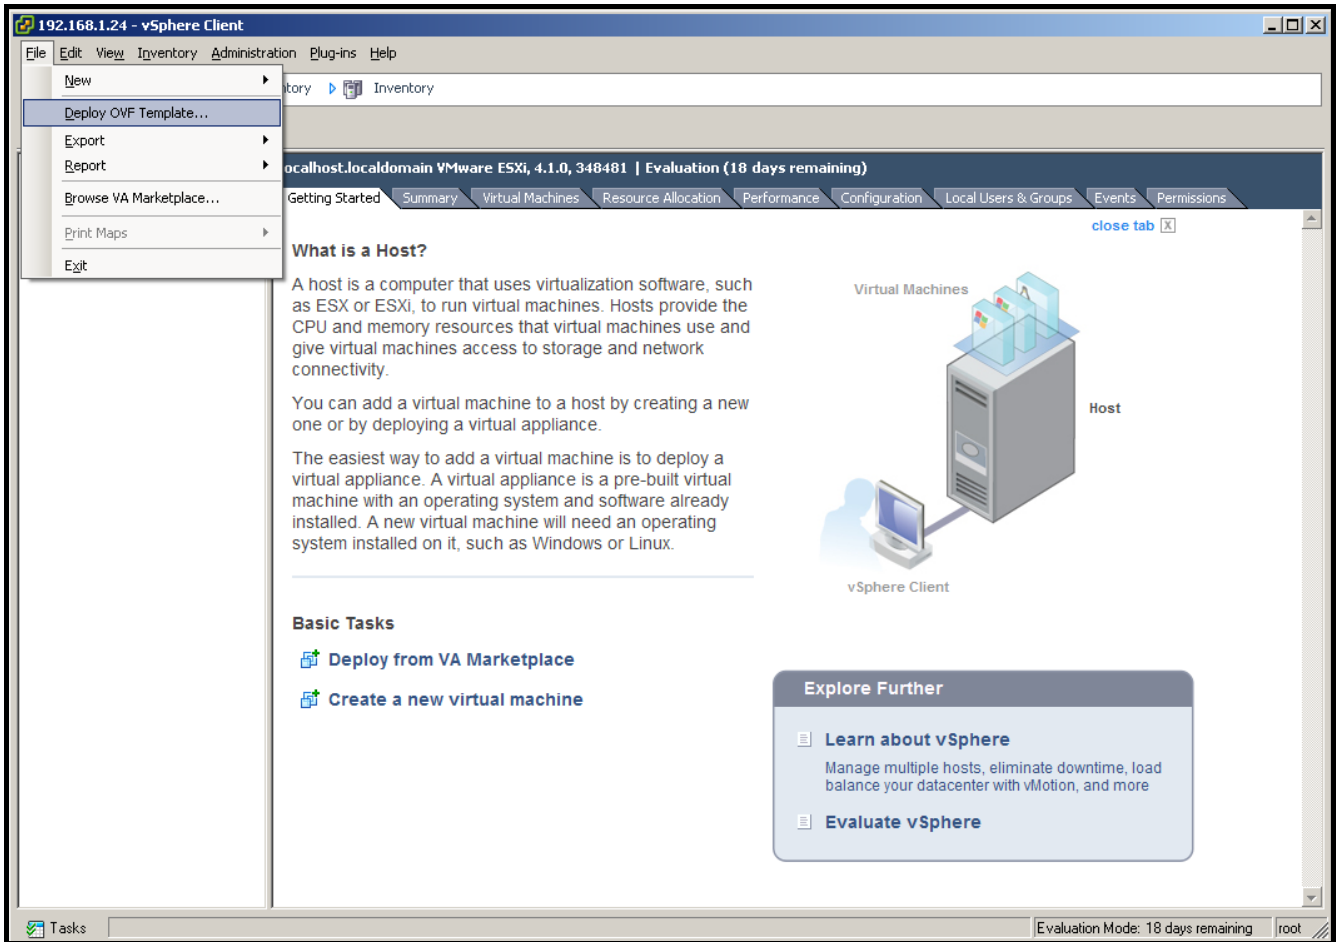 192.168.1.24 - vSphere Client
File Edit View Inventory Administration Plug-ins Help
New
Deploy OVF Template...
Export
Report
Browse VA Marketplace...
Print Maps
Exit
Inventory
ocalhost.localdomain VMware ESXi, 4.1.0, 348481 | Evaluation (18 days remaining)
Getting Started Summary Virtual Machines Resource Allocation Performance Configuration Local Users & Groups Events Permissions
close tab X
What is a Host?
A host is a computer that uses virtualization software, such
as ESX or ESXi, to run virtual machines. Hosts provide the
CPU and memory resources that virtual machines use and
give virtual machines access to storage and network
connectivity.
You can add a virtual machine to a host by creating a new
one or by deploying a virtual appliance.
The easiest way to add a virtual machine is to deploy a
virtual appliance. A virtual appliance is a pre-built virtual
machine with an operating system and software already
installed. A new virtual machine will need an operating
system installed on it, such as Windows or Linux.
Virtual Machines
Host
vSphere Client
Basic Tasks
Deploy from VA Marketplace
Create a new virtual machine
Explore Further
Learn about vSphere
Manage multiple hosts, eliminate downtime, load
balance your datacenter with vMotion, and more
Evaluate vSphere
Tasks
Evaluation Mode: 18 days remaining
root